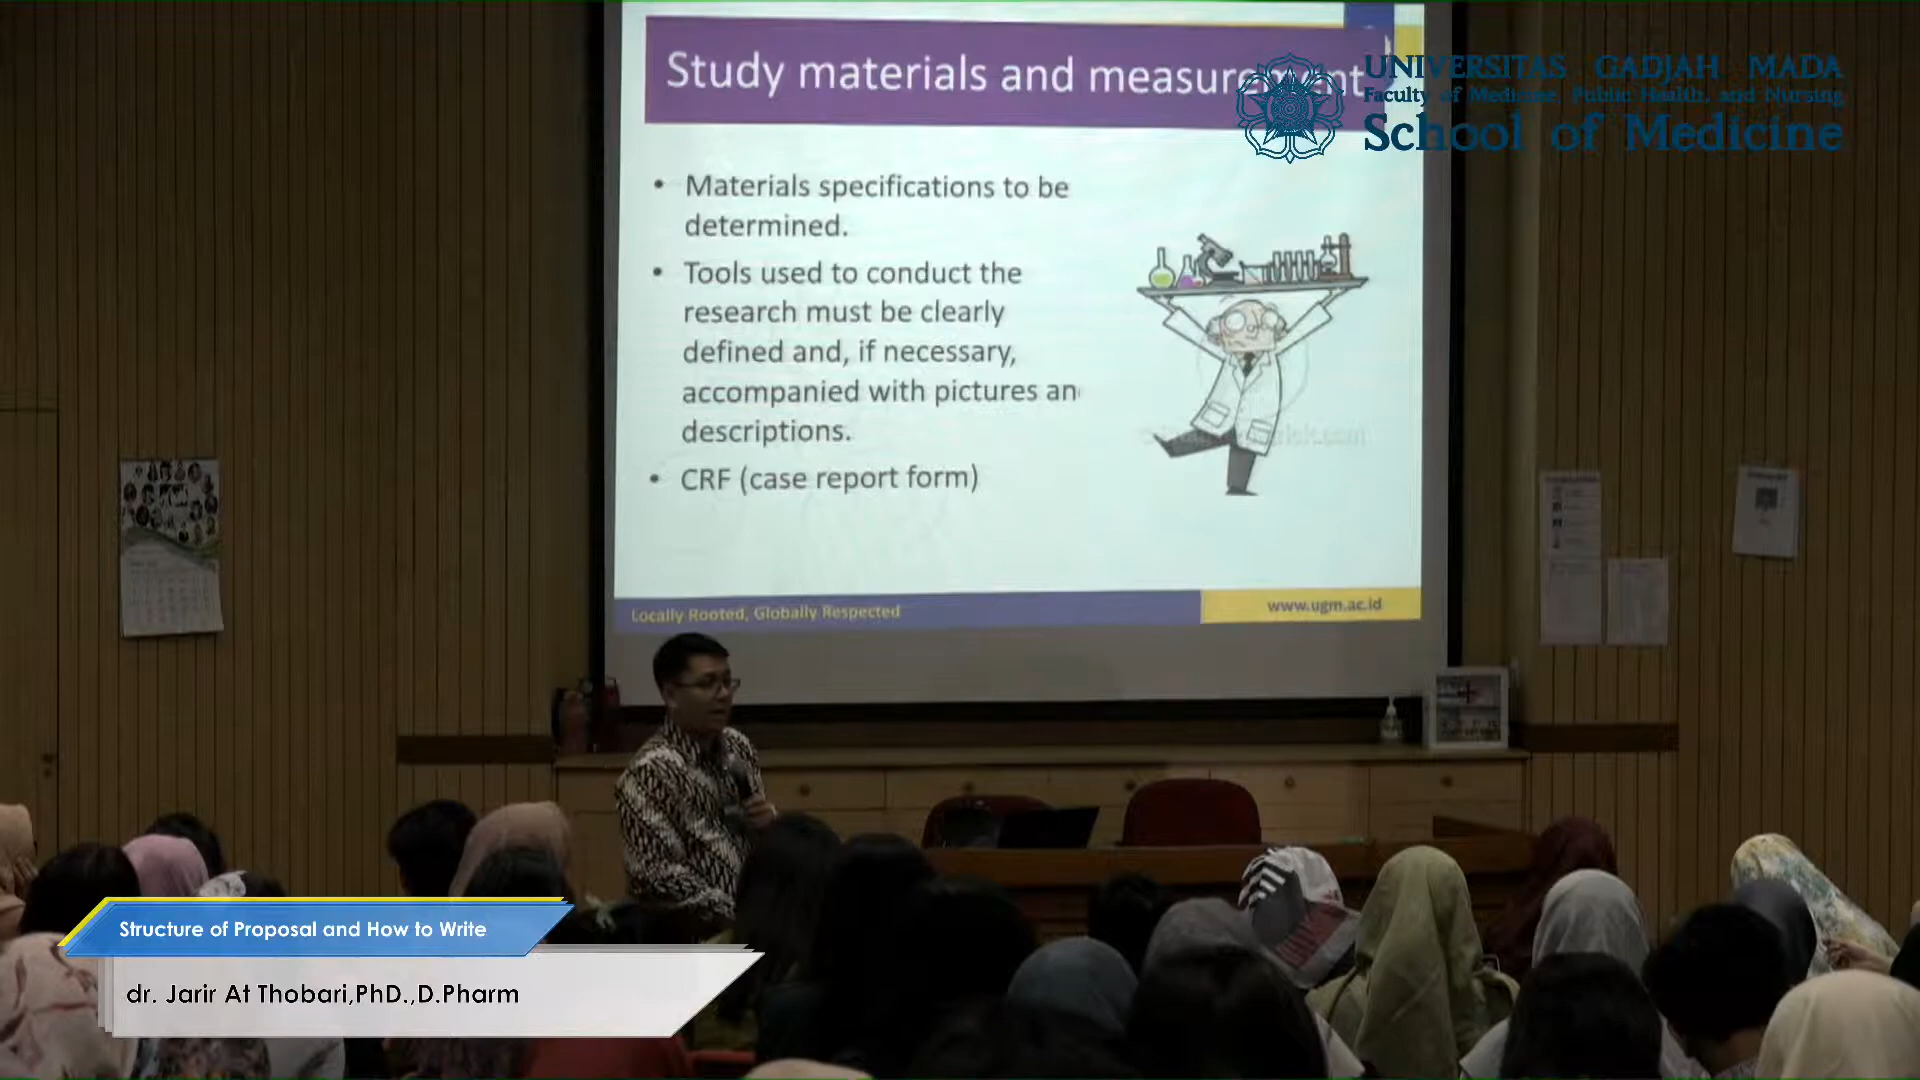 Study materials and measurement
UNIVERSITAS GADJAH MADA
Faculty of Medicine, Public Health, and Nursing
School of Medicine
• Materials specifications to be
determined.
• Tools used to conduct the
research must be clearly
defined and, if necessary,
accompanied with pictures an
descriptions.
• CRF (case report form)
Locally Rooted, Globally Respected
www.ugm.ac.id
Structure of Proposal and How to Write
dr. Jarir At Thobari,PhD.,D.Pharm